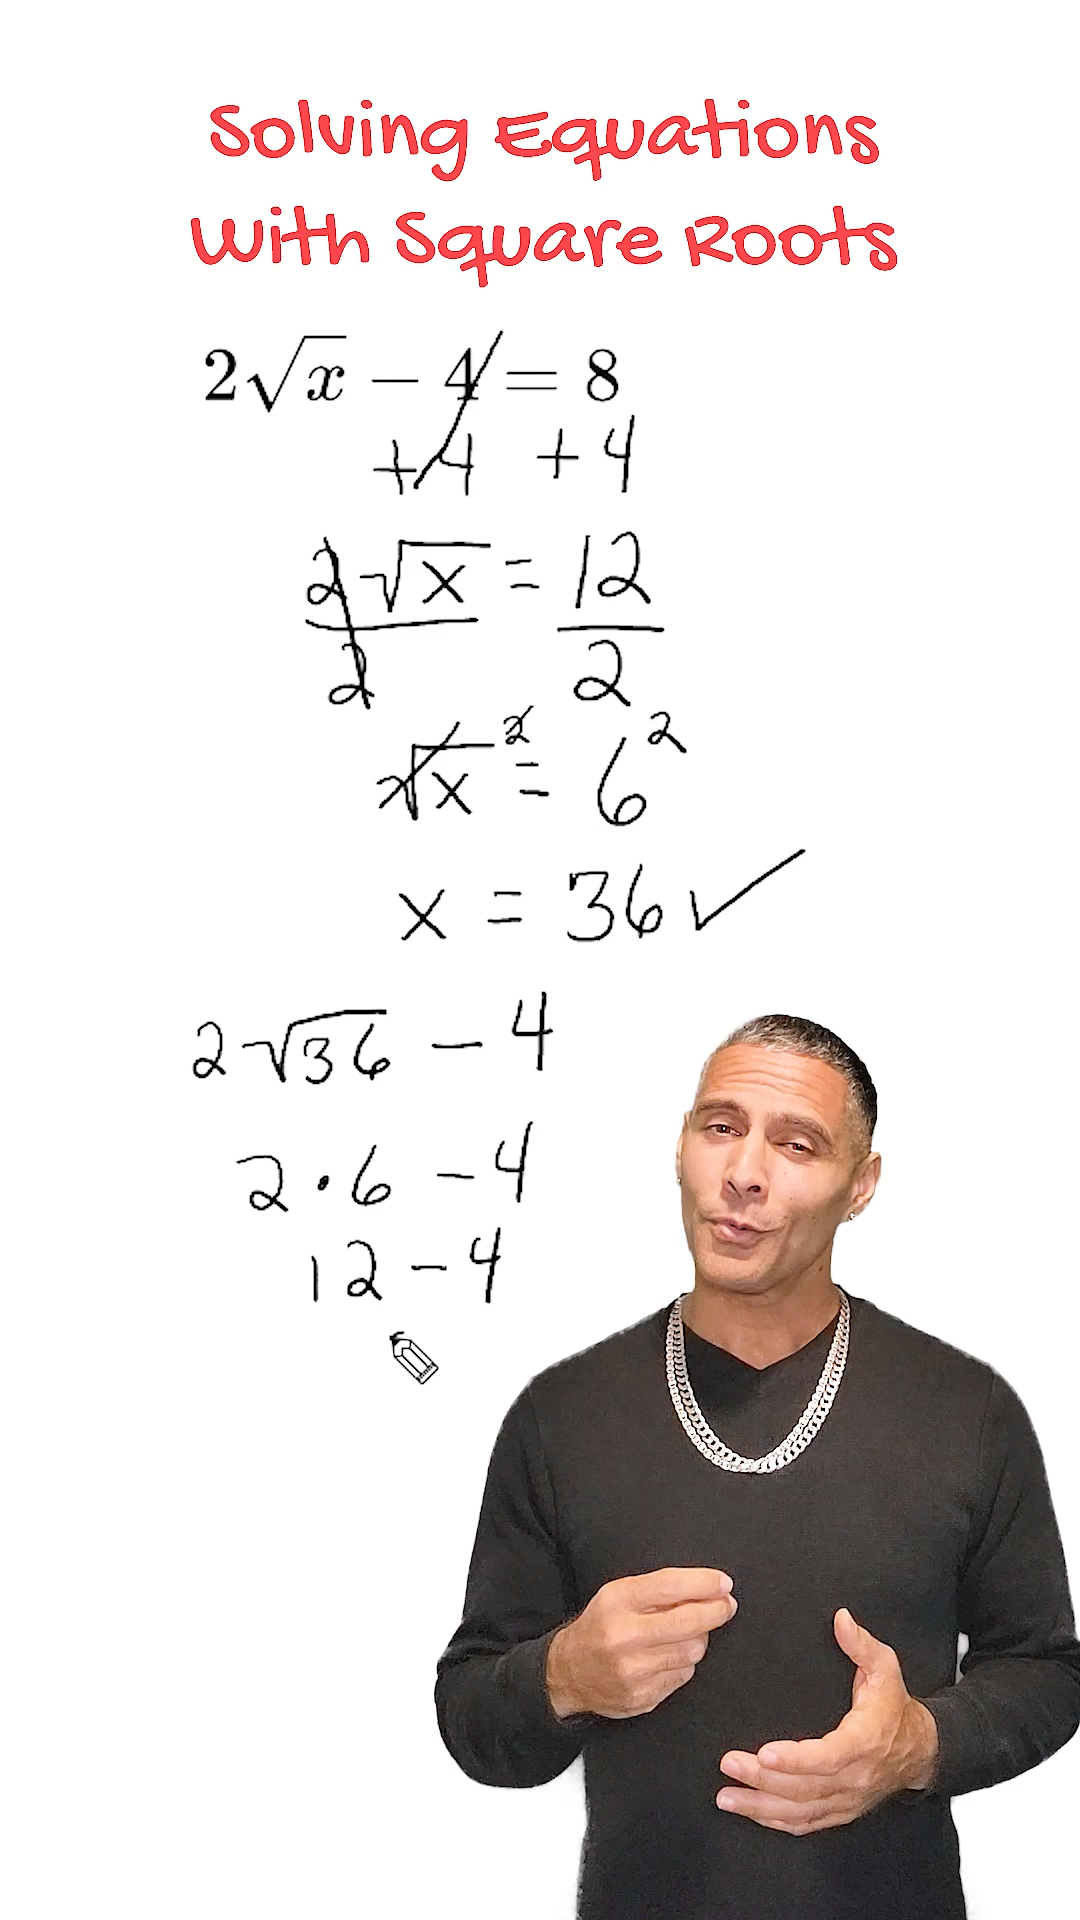 Solving Equations
With Square Roots
2√x − 4 = 8
+4 +4
2√x = 12
2 2
√x² = 6²
x = 36 ✓
2√36 − 4
2 · 6 − 4
12 − 4